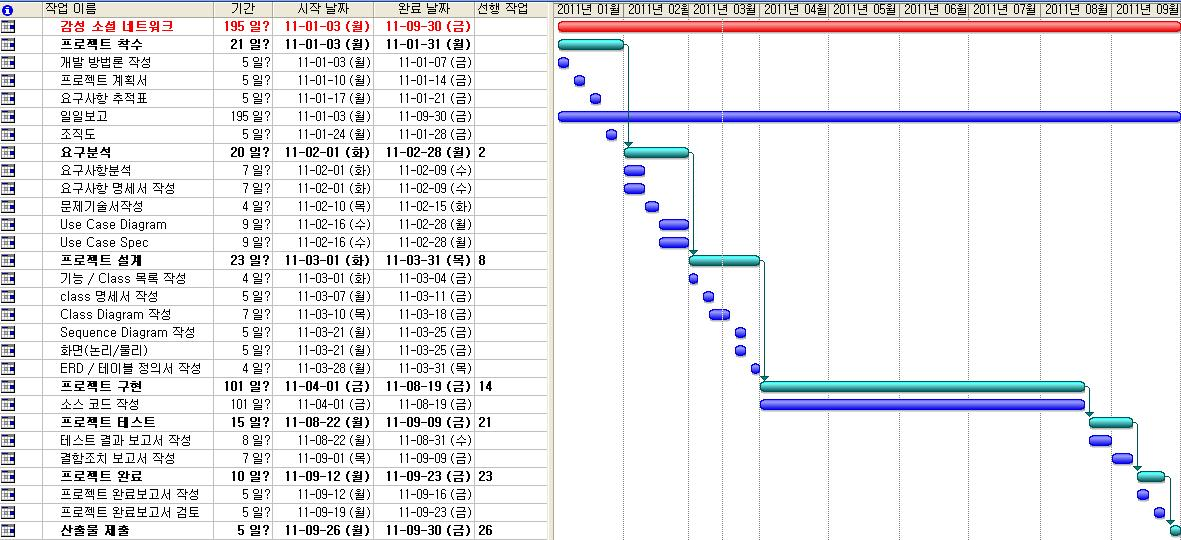 작업 이름 기간 시작 날짜 완료 날짜 선행 작업 2011년 01월 2011년 02월 2011년 03월 2011년 04월 2011년 05월 2011년 06월 2011년 07월 2011년 08월 2011년 09월
감성 소셜 네트워크 195 일? 11-01-03 (월) 11-09-30 (금)
프로젝트 착수 21 일? 11-01-03 (월) 11-01-31 (월)
개발 방법론 작성 5 일? 11-01-03 (월) 11-01-07 (금)
프로젝트 계획서 5 일? 11-01-10 (월) 11-01-14 (금)
요구사항 추적표 5 일? 11-01-17 (월) 11-01-21 (금)
일일보고 195 일? 11-01-03 (월) 11-09-30 (금)
조직도 5 일? 11-01-24 (월) 11-01-28 (금)
요구분석 20 일? 11-02-01 (화) 11-02-28 (월) 2
요구사항분석 7 일? 11-02-01 (화) 11-02-09 (수)
요구사항 명세서 작성 7 일? 11-02-01 (화) 11-02-09 (수)
문제기술서작성 4 일? 11-02-10 (목) 11-02-15 (화)
Use Case Diagram 9 일? 11-02-16 (수) 11-02-28 (월)
Use Case Spec 9 일? 11-02-16 (수) 11-02-28 (월)
프로젝트 설계 23 일? 11-03-01 (화) 11-03-31 (목) 8
기능 / Class 목록 작성 4 일? 11-03-01 (화) 11-03-04 (금)
class 명세서 작성 5 일? 11-03-07 (월) 11-03-11 (금)
Class Diagram 작성 7 일? 11-03-10 (목) 11-03-18 (금)
Sequence Diagram 작성 5 일? 11-03-21 (월) 11-03-25 (금)
화면(논리/물리) 5 일? 11-03-21 (월) 11-03-25 (금)
ERD / 테이블 정의서 작성 4 일? 11-03-28 (월) 11-03-31 (목)
프로젝트 구현 101 일? 11-04-01 (금) 11-08-19 (금) 14
소스 코드 작성 101 일? 11-04-01 (금) 11-08-19 (금)
프로젝트 테스트 15 일? 11-08-22 (월) 11-09-09 (금) 21
테스트 결과 보고서 작성 8 일? 11-08-22 (월) 11-08-31 (수)
결함조치 보고서 작성 7 일? 11-09-01 (목) 11-09-09 (금)
프로젝트 완료 10 일? 11-09-12 (월) 11-09-23 (금) 23
프로젝트 완료보고서 작성 5 일? 11-09-12 (월) 11-09-16 (금)
프로젝트 완료보고서 검토 5 일? 11-09-19 (월) 11-09-23 (금)
산출물 제출 5 일? 11-09-26 (월) 11-09-30 (금) 26